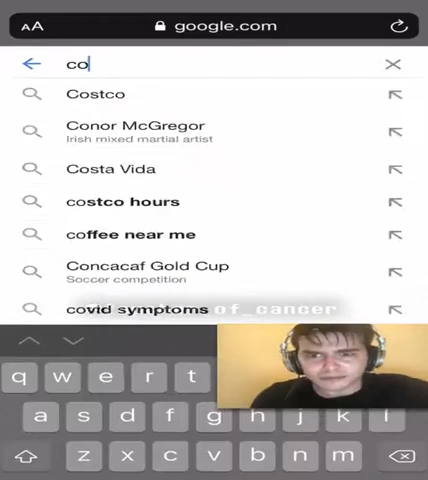 AA google.com
co
Costco
Conor McGregor
Irish mixed martial artist
Costa Vida
costco hours
coffee near me
Concacaf Gold Cup
Soccer competition
covid symptoms
of_cancer
q w e r t
a s d f g h j k l
z x c v b n m